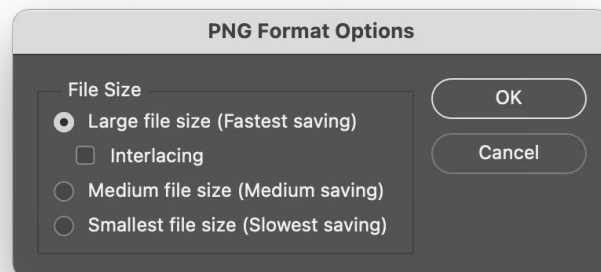 PNG Format Options
File Size
Large file size (Fastest saving)
Interlacing
Medium file size (Medium saving)
Smallest file size (Slowest saving)
OK
Cancel